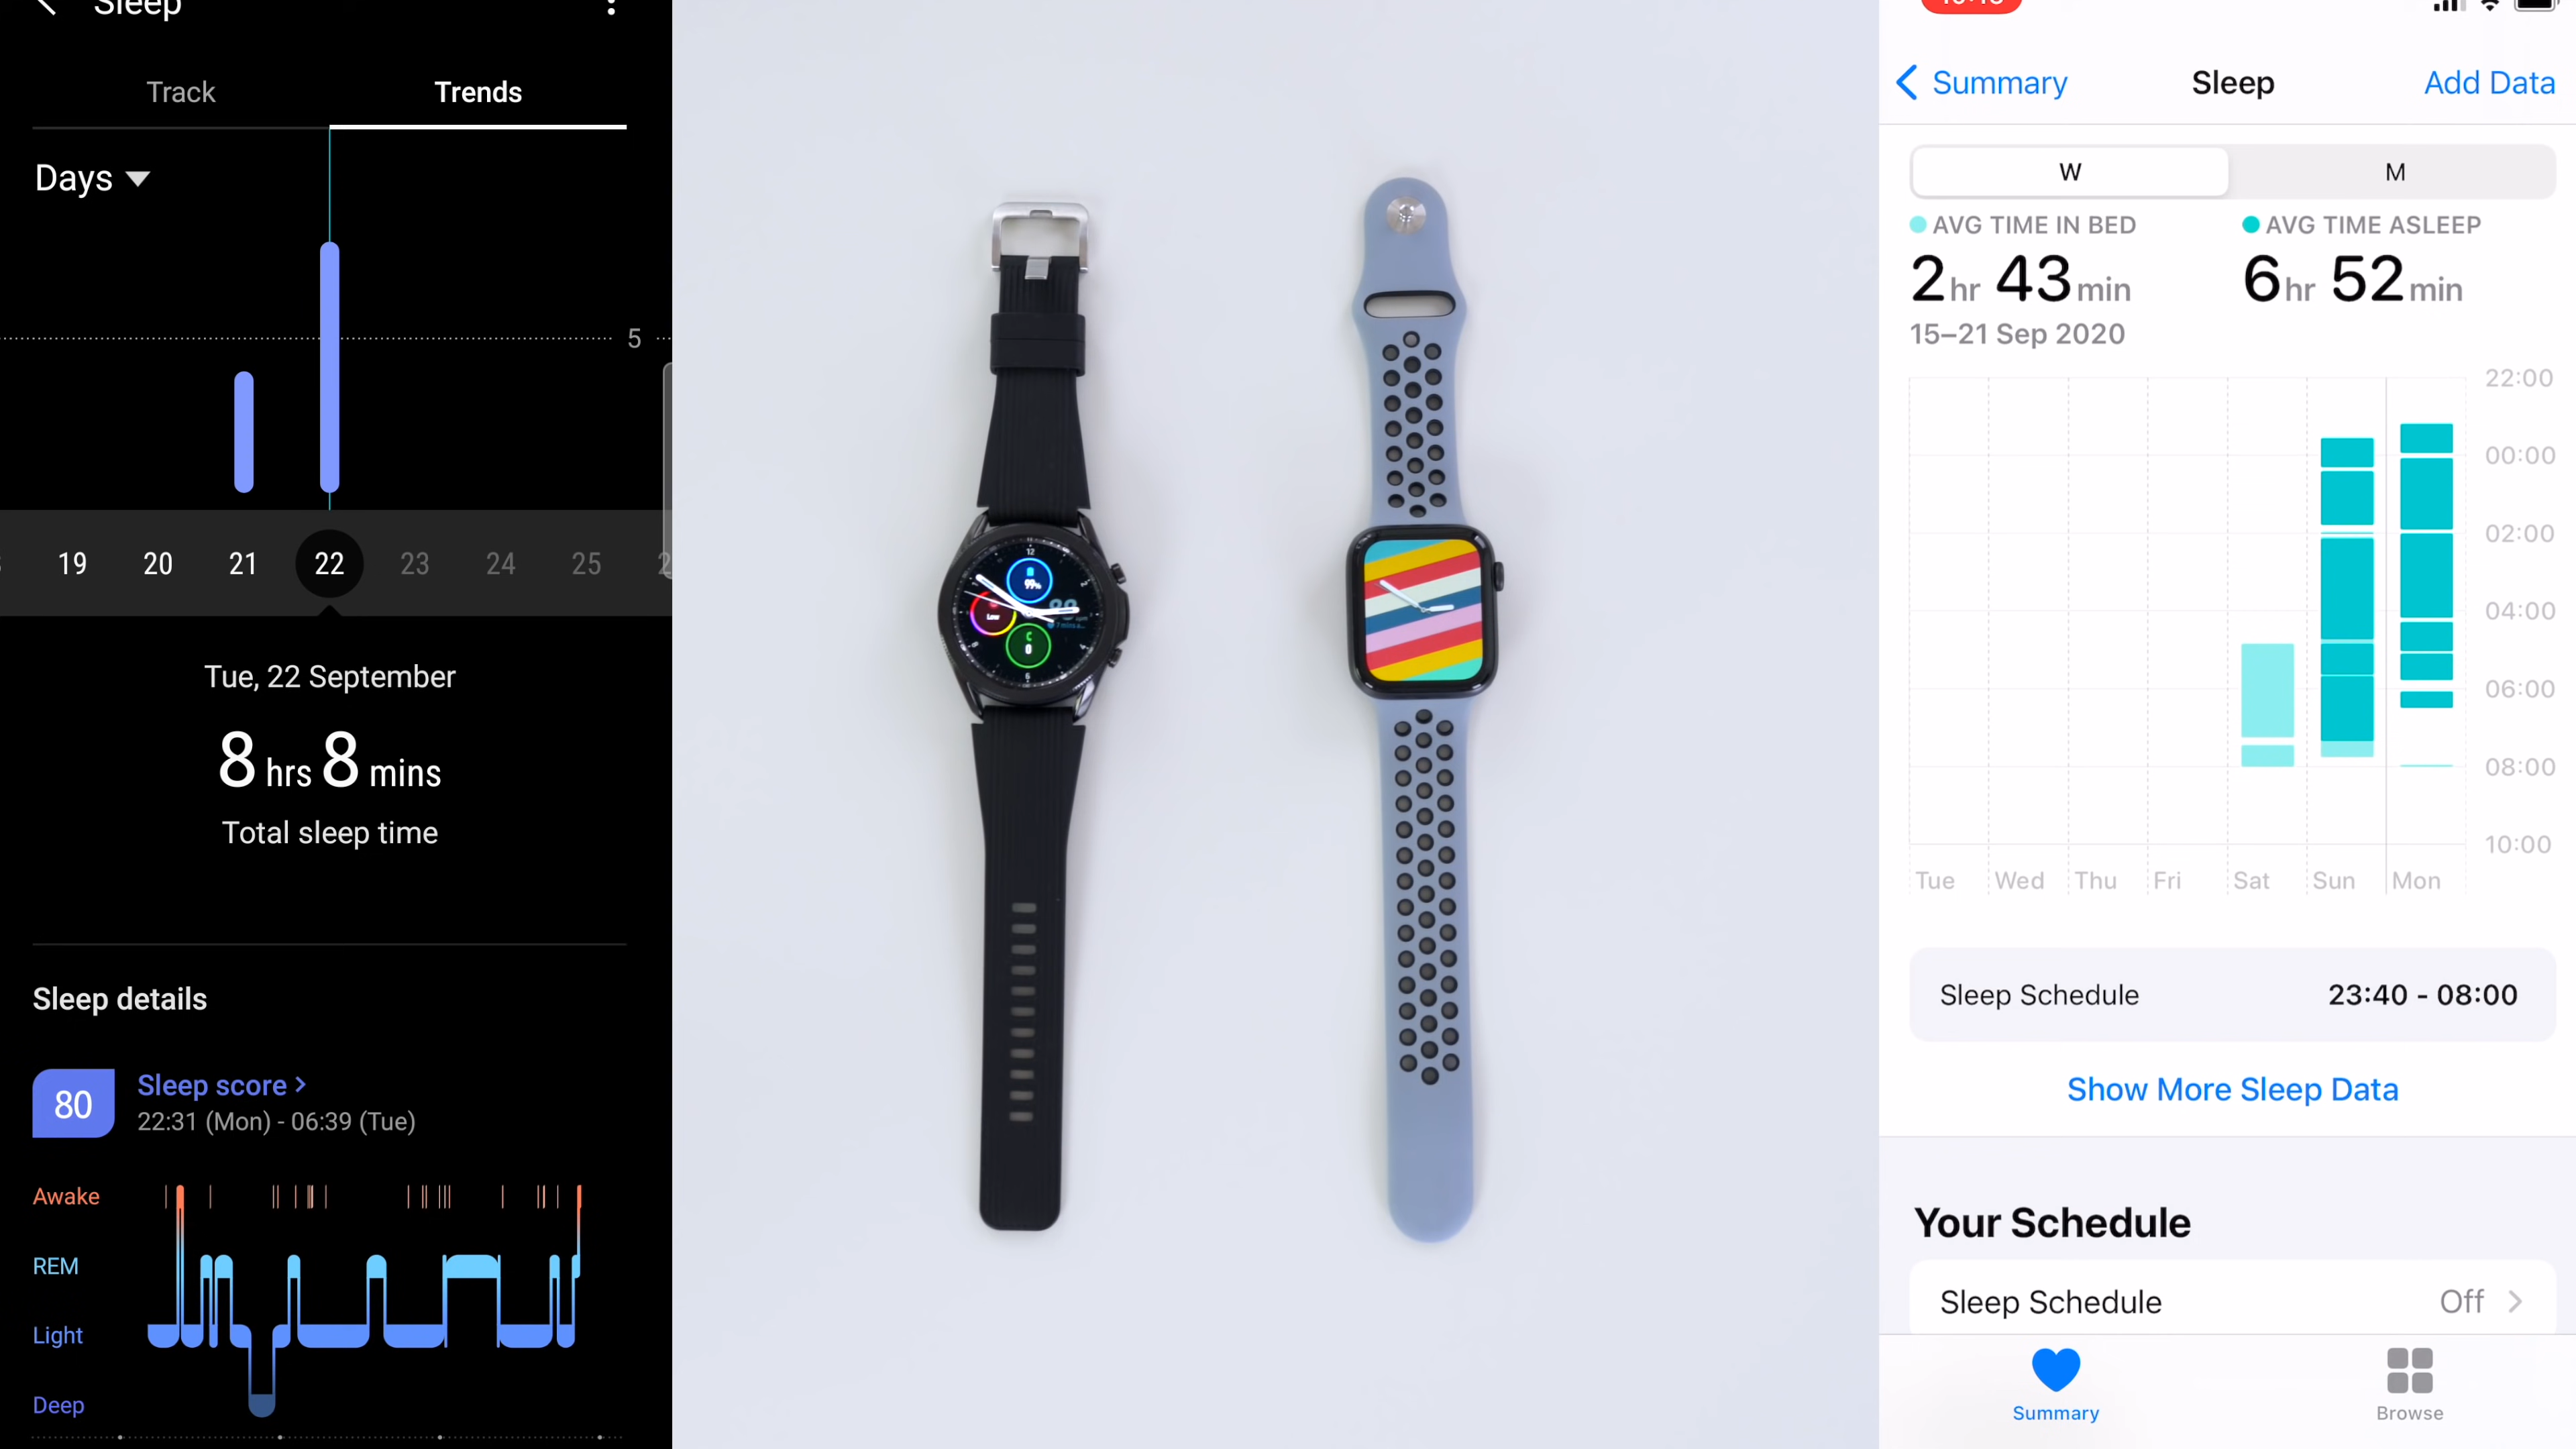 Sleep
Track
Trends
Days
5
19
20
21
22
23
24
25
Tue, 22 September
8 hrs 8 mins
Total sleep time
Sleep details
80
Sleep score >
22:31 (Mon) - 06:39 (Tue)
Awake
REM
Light
Deep
12
99%
Low
C
0
6
Summary
Sleep
Add Data
W
M
AVG TIME IN BED
AVG TIME ASLEEP
2 hr 43 min
6 hr 52 min
15–21 Sep 2020
22:00
00:00
02:00
04:00
06:00
08:00
10:00
Tue
Wed
Thu
Fri
Sat
Sun
Mon
Sleep Schedule
23:40 - 08:00
Show More Sleep Data
Your Schedule
Sleep Schedule
Off
Summary
Browse